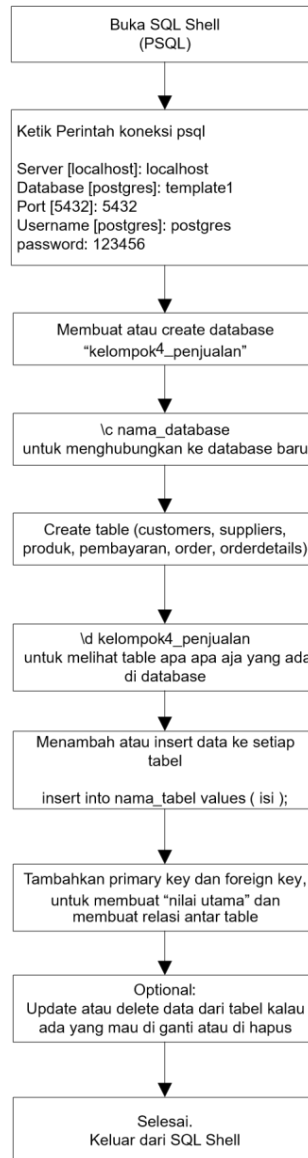 Buka SQL Shell
(PSQL)
Ketik Perintah koneksi psql
Server [localhost]: localhost
Database [postgres]: template1
Port [5432]: 5432
Username [postgres]: postgres
password: 123456
Membuat atau create database
“kelompok4_penjualan”
\c nama_database
untuk menghubungkan ke database baru
Create table (customers, suppliers,
produk, pembayaran, order, orderdetails)
\d kelompok4_penjualan
untuk melihat table apa apa aja yang ada
di database
Menambah atau insert data ke setiap
tabel
insert into nama_tabel values ( isi );
Tambahkan primary key dan foreign key,
untuk membuat “nilai utama” dan
membuat relasi antar table
Optional:
Update atau delete data dari tabel kalau
ada yang mau di ganti atau di hapus
Selesai.
Keluar dari SQL Shell